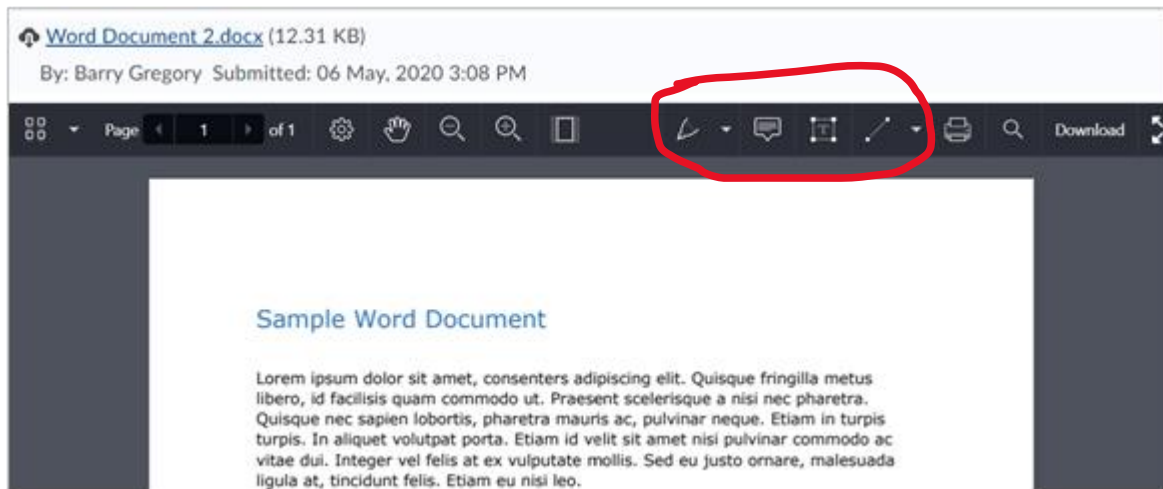 Word Document 2.docx (12.31 KB)
By: Barry Gregory Submitted: 06 May, 2020 3:08 PM
Page 1 of 1 T Download
Sample Word Document
Lorem ipsum dolor sit amet, consenters adipiscing elit. Quisque fringilla metus
libero, id facilisis quam commodo ut. Praesent scelerisque a nisi nec pharetra.
Quisque nec sapien lobortis, pharetra mauris ac, pulvinar neque. Etiam in turpis
turpis. In aliquet volutpat porta. Etiam id velit sit amet nisi pulvinar commodo ac
vitae dui. Integer vel felis at ex vulputate mollis. Sed eu justo ornare, malesuada
ligula at, tincidunt felis. Etiam eu nisi leo.